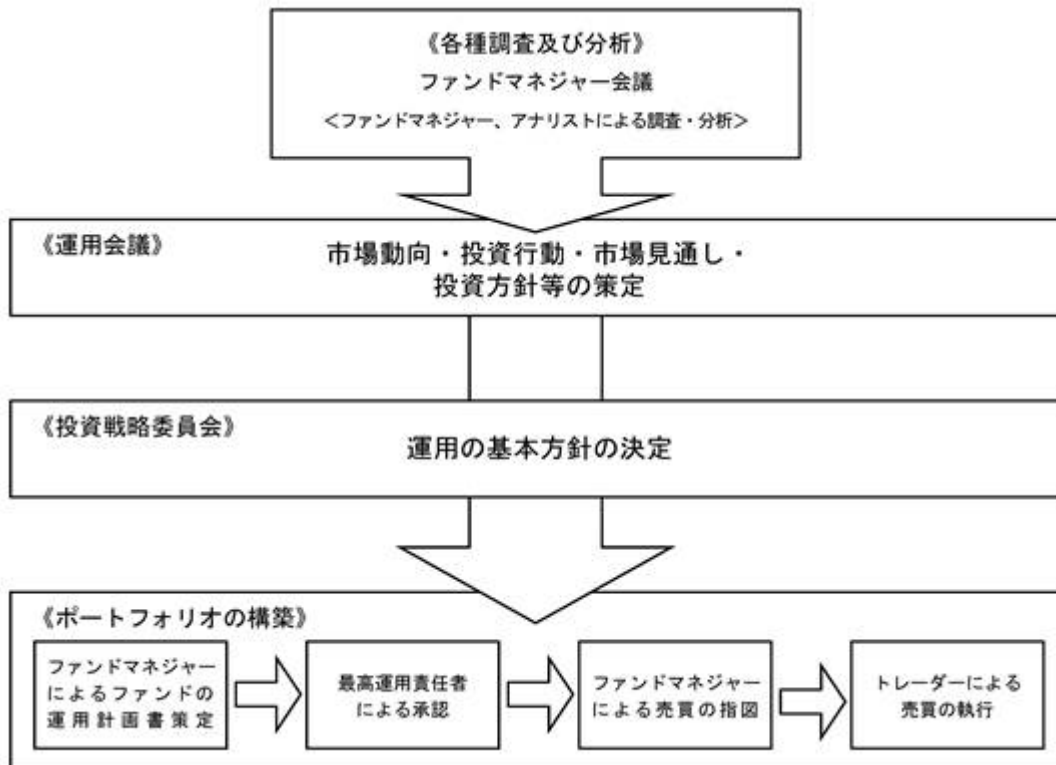 《各種調査及び分析》
ファンドマネジャー会議
＜ファンドマネジャー、アナリストによる調査・分析＞
《運用会議》
市場動向・投資行動・市場見通し・
投資方針等の策定
《投資戦略委員会》
運用の基本方針の決定
《ポートフォリオの構築》
ファンドマネジャー
によるファンドの
運用計画書策定
最高運用責任者
による承認
ファンドマネジャー
による売買の指図
トレーダーによる
売買の執行